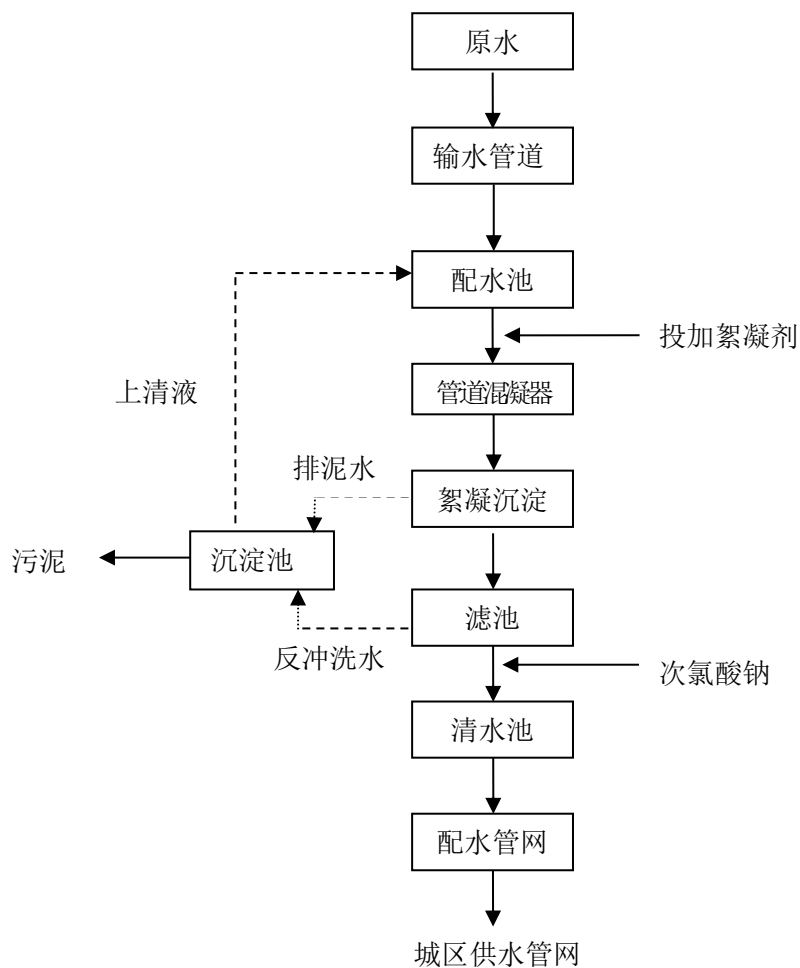 原水
输水管道
配水池
投加絮凝剂
管道混凝器
上清液
排泥水
絮凝沉淀
污泥
沉淀池
滤池
反冲洗水
次氯酸钠
清水池
配水管网
城区供水管网